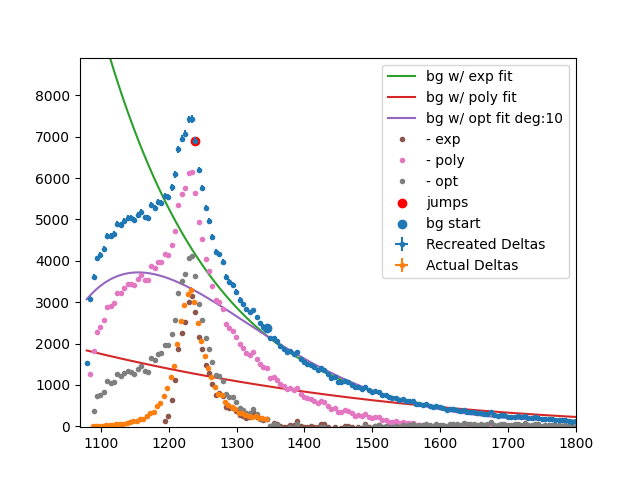 bg w/ exp fit
bg w/ poly fit
bg w/ opt fit deg:10
- exp
- poly
- opt
jumps
bg start
Recreated Deltas
Actual Deltas
8000
7000
6000
5000
4000
3000
2000
1000
0
1100 1200 1300 1400 1500 1600 1700 1800